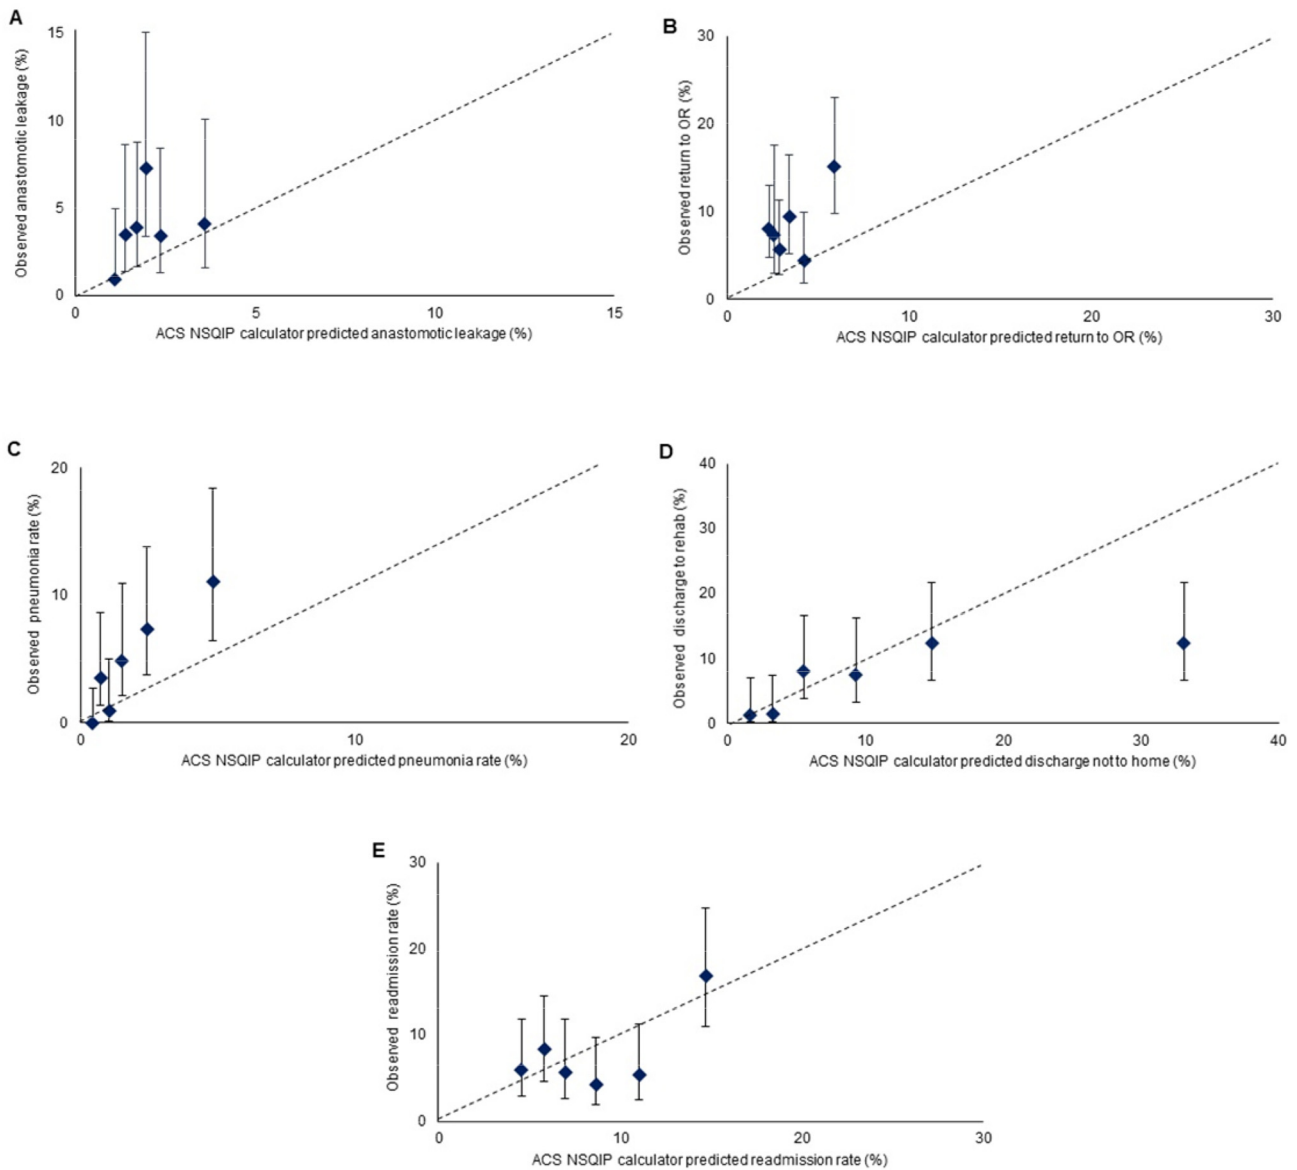 A
Observed anastomotic leakage (%)
15
10
5
0
0 5 10 15
ACS NSQIP calculator predicted anastomotic leakage (%)
B
Observed return to OR (%)
30
20
10
0
0 10 20 30
ACS NSQIP calculator predicted return to OR (%)
C
Observed pneumonia rate (%)
20
10
0
0 10 20
ACS NSQIP calculator predicted pneumonia rate (%)
D
Observed discharge to rehab (%)
40
30
20
10
0
0 10 20 30 40
ACS NSQIP calculator predicted discharge not to home (%)
E
Observed readmission rate (%)
30
20
10
0
0 10 20 30
ACS NSQIP calculator predicted readmission rate (%)